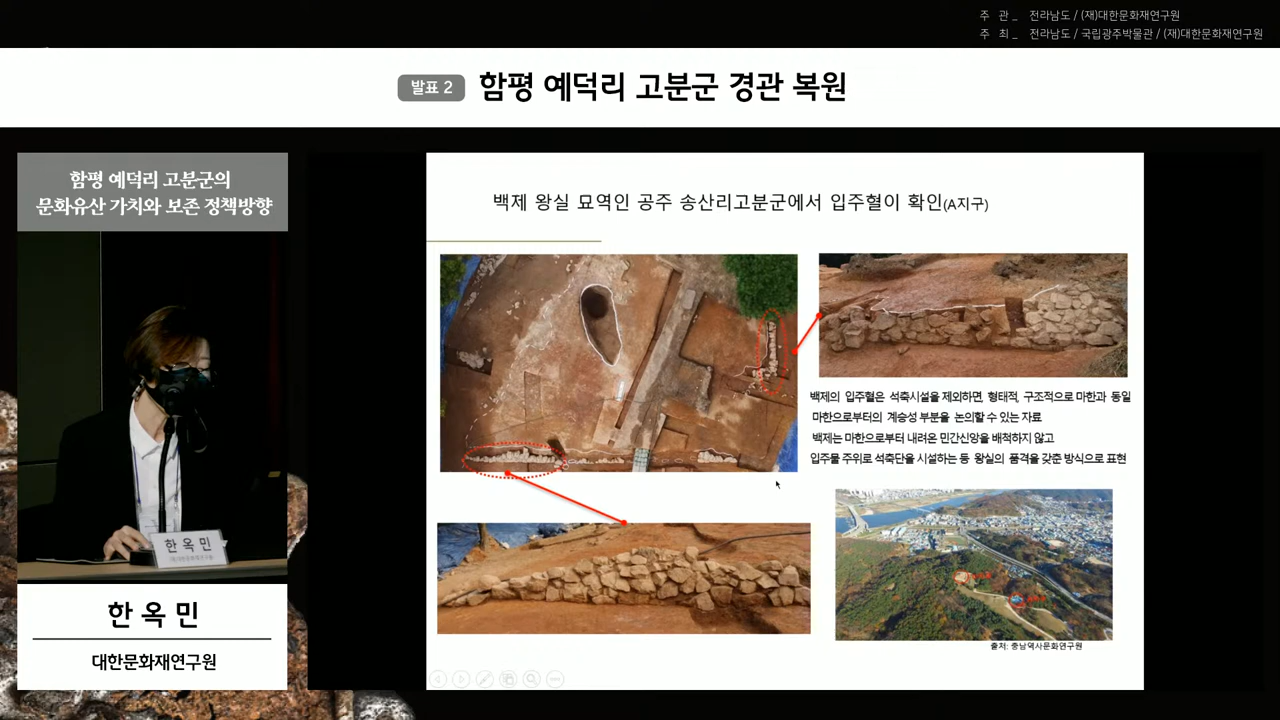 주 관 _ 전라남도 / (재)대한문화재연구원
주 최 _ 전라남도 / 국립광주박물관 / (재)대한문화재연구원
발표 2 함평 예덕리 고분군 경관 복원
함평 예덕리 고분군의
문화유산 가치와 보존 정책방향
백제 왕실 묘역인 공주 송산리고분군에서 입주혈이 확인(A지구)
백제의 입주혈은 석축시설을 제외하면, 형태적, 구조적으로 마한과 동일
마한으로부터의 계승성 부분을 논의할 수 있는 자료
백제는 마한으로부터 내려온 민간신앙을 배척하지 않고
입주물 주위로 석축단을 시설하는 등 왕실의 품격을 갖춘 방식으로 표현
출처: 충남역사문화연구원
한 옥 민
한 옥 민
대한문화재연구원